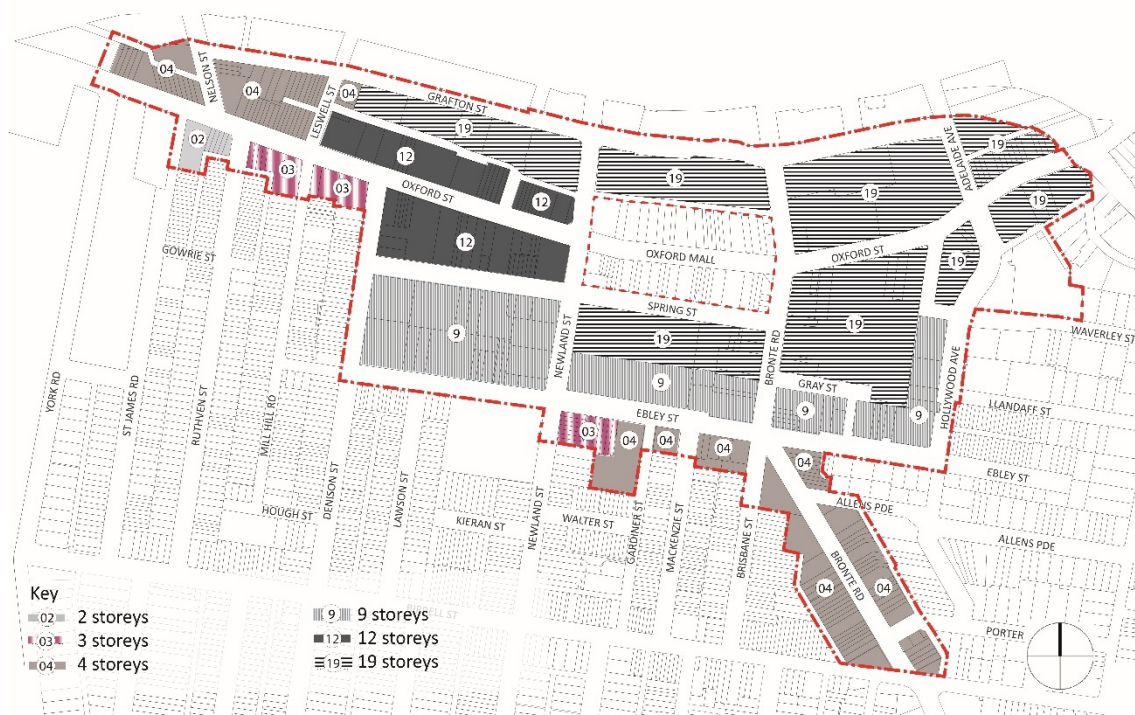 04
NELSON ST
04
LESWELL ST
04
GRAFTON ST
19
ADELAIDE AVE
19
02
03
03
12
OXFORD ST
12
19
19
19
12
OXFORD MALL
OXFORD ST
19
GOWRIE ST
SPRING ST
9
NEWLAND ST
19
BRONTE RD
19
WAVERLEY ST
9
GRAY ST
9
9
HOLLYWOOD AVE
LLANDAFF ST
YORK RD
ST JAMES RD
RUTHVEN ST
MILL HILL RD
DENISON ST
LAWSON ST
EBLEY ST
03
04
04
04
04
EBLEY ST
HOUGH ST
KIERAN ST
NEWLAND ST
WALTER ST
GARDINER ST
MACKENZIE ST
BRISBANE ST
ALLENS PDE
ALLENS PDE
BRONTE RD
04
04
PORTER
Key
02 2 storeys
03 3 storeys
04 4 storeys
9 9 storeys
12 12 storeys
19 19 storeys